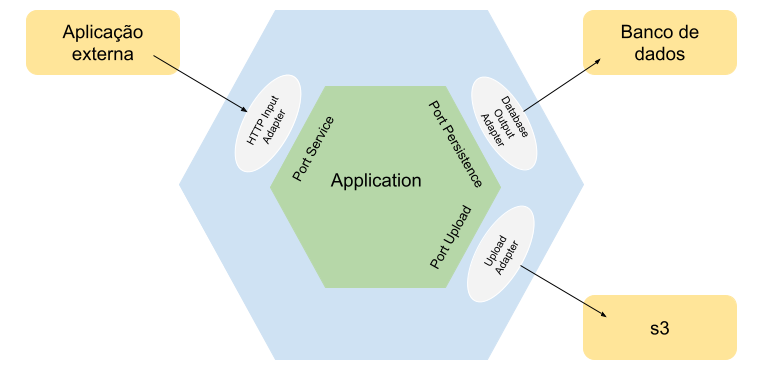 Aplicação
externa
Banco de
dados
HTTP Input
Adapter
Port Service
Application
Port Persistence
Database
Output
Adapter
Port Upload
Upload
Adapter
s3